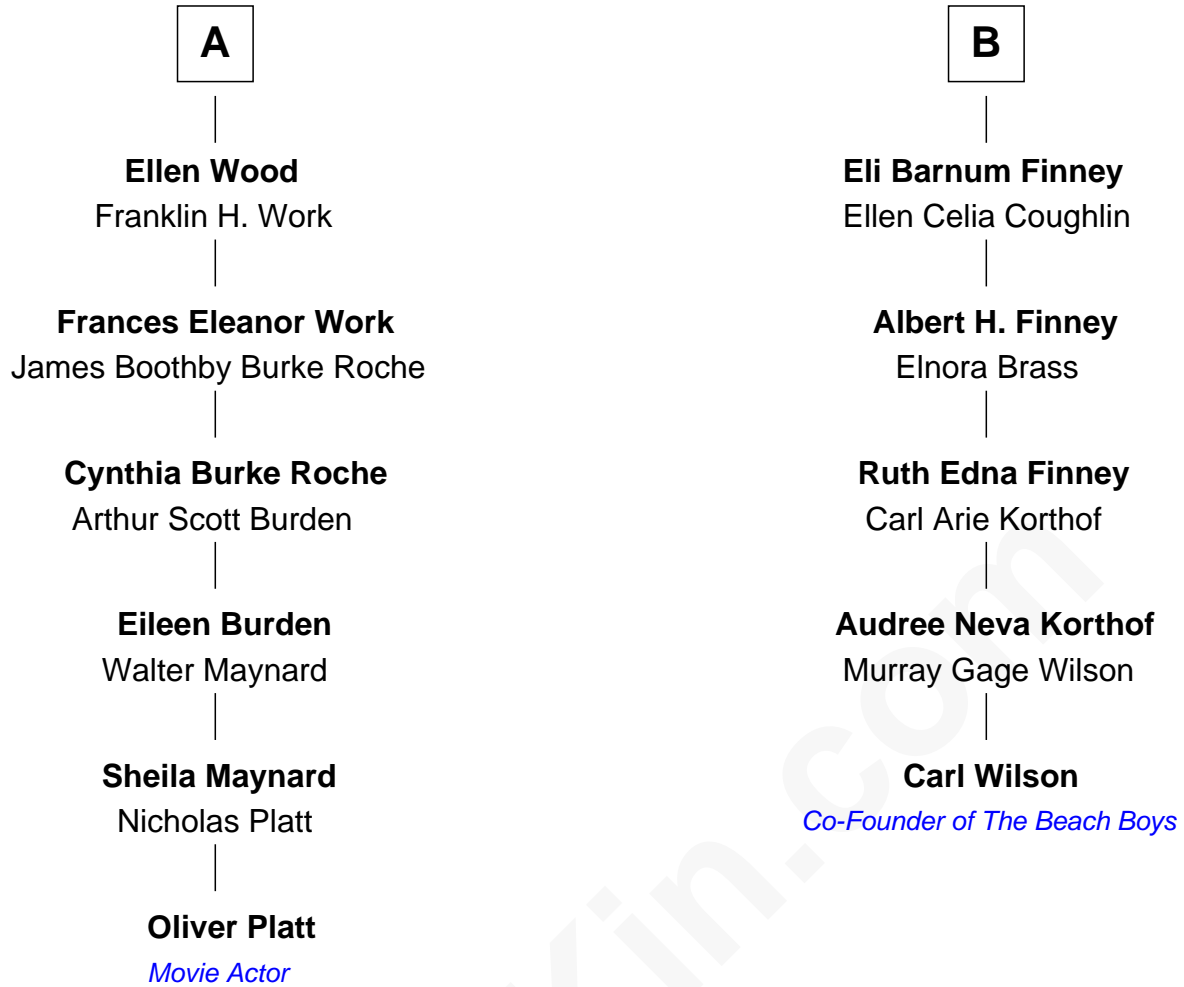 A
Ellen Wood
Franklin H. Work
Frances Eleanor Work
James Boothby Burke Roche
Cynthia Burke Roche
Arthur Scott Burden
Eileen Burden
Walter Maynard
Sheila Maynard
Nicholas Platt
Oliver Platt
Movie Actor
B
Eli Barnum Finney
Ellen Celia Coughlin
Albert H. Finney
Elnora Brass
Ruth Edna Finney
Carl Arie Korthof
Audree Neva Korthof
Murray Gage Wilson
Carl Wilson
Co-Founder of The Beach Boys
Kin.com